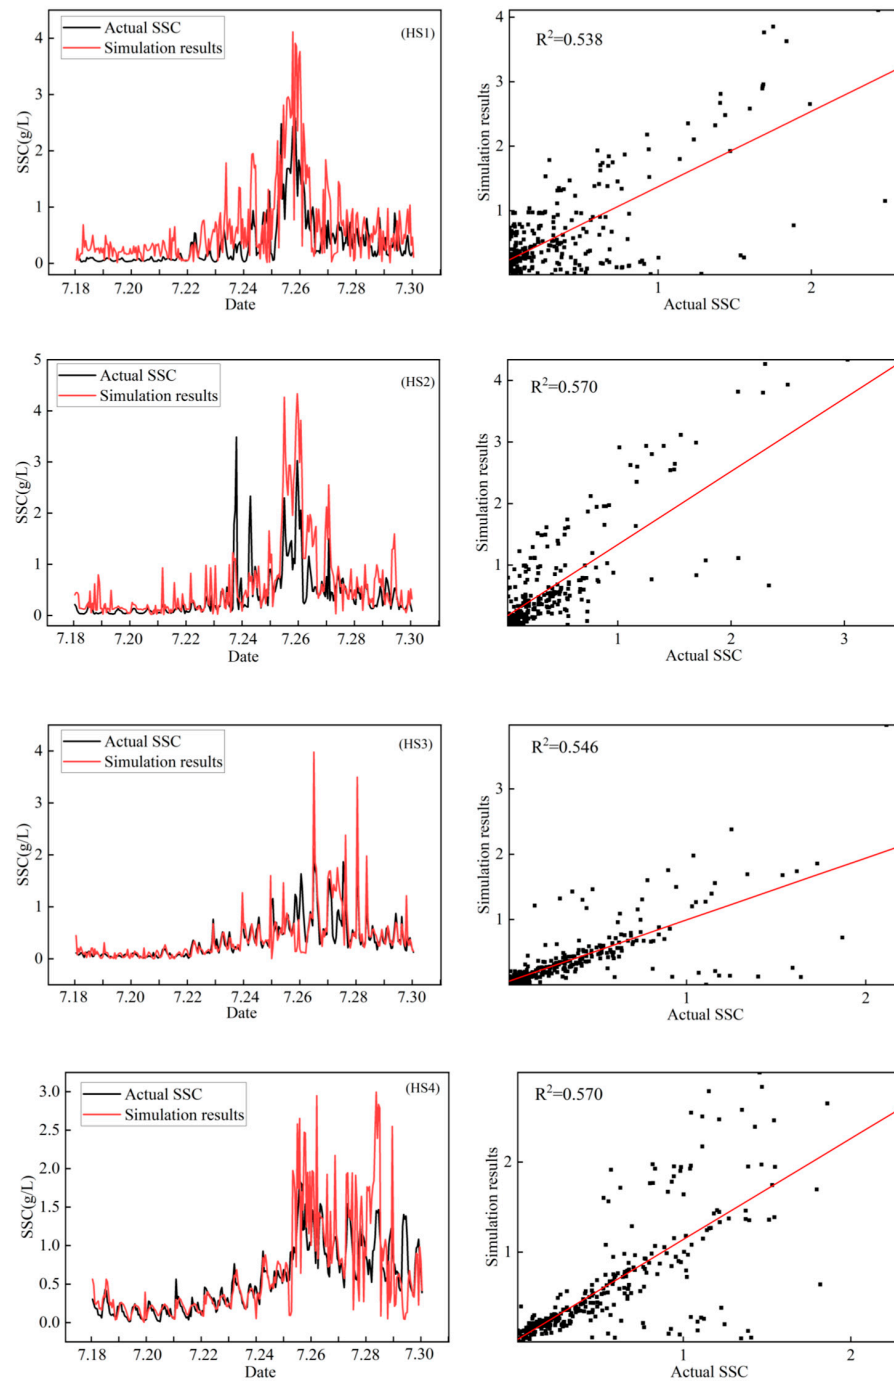 Actual SSC
Simulation results
(HS1)
SSC(g/L)
4
3
2
1
0
7.18 7.20 7.22 7.24 7.26 7.28 7.30
Date
R²=0.538
Simulation results
4
3
2
1
1 2
Actual SSC
Actual SSC
Simulation results
(HS2)
SSC(g/L)
5
4
3
2
1
0
7.18 7.20 7.22 7.24 7.26 7.28 7.30
Date
R²=0.570
Simulation results
4
3
2
1
1 2 3
Actual SSC
Actual SSC
Simulation results
(HS3)
SSC(g/L)
4
3
2
1
0
7.18 7.20 7.22 7.24 7.26 7.28 7.30
Date
R²=0.546
Simulation results
3
2
1
1 2
Actual SSC
Actual SSC
Simulation results
(HS4)
SSC(g/L)
3.0
2.5
2.0
1.5
1.0
0.5
0.0
7.18 7.20 7.22 7.24 7.26 7.28 7.30
Date
R²=0.570
Simulation results
2
1
1 2
Actual SSC